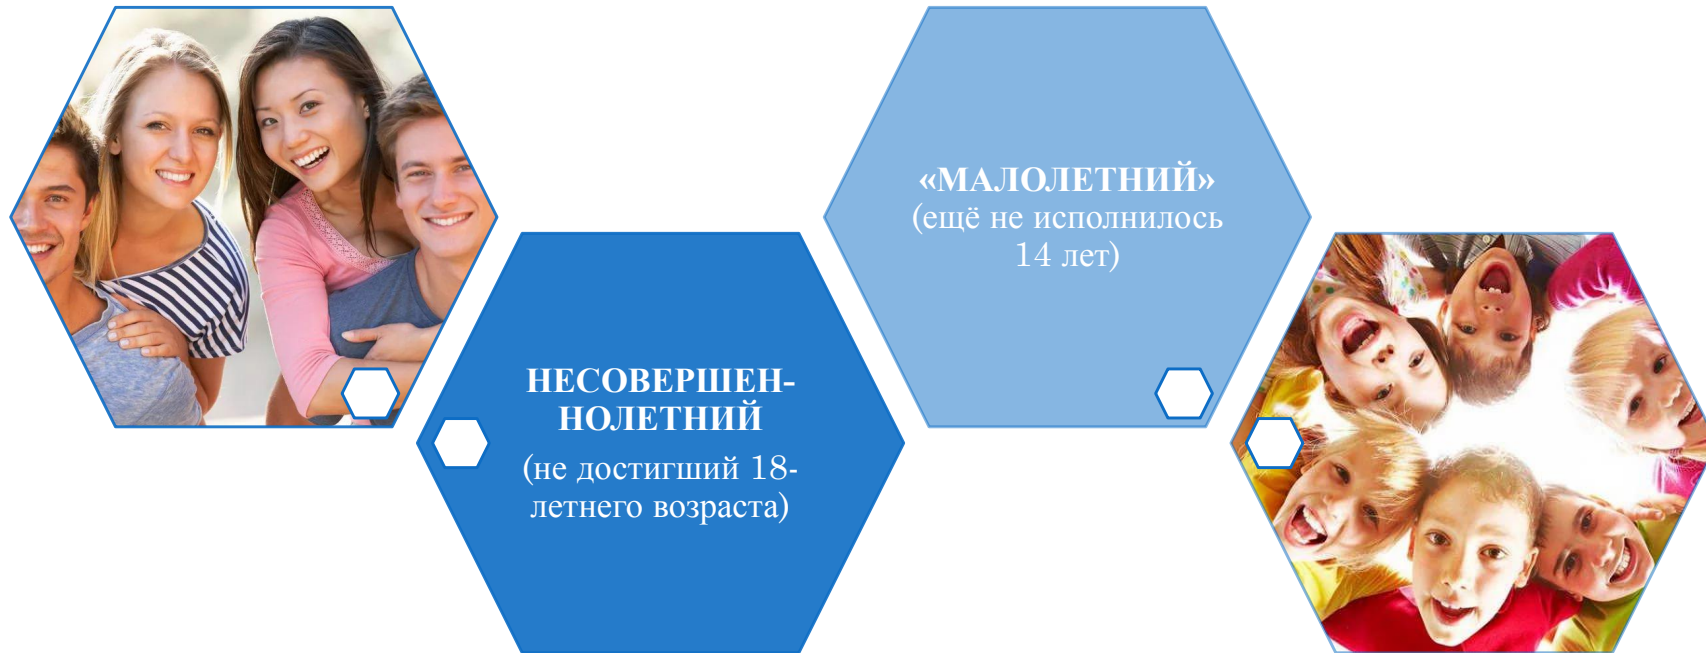 НЕСОВЕРШЕН-
НОЛЕТНИЙ
(не достигший 18-
летнего возраста)
«МАЛОЛЕТНИЙ»
(ещё не исполнилось
14 лет)